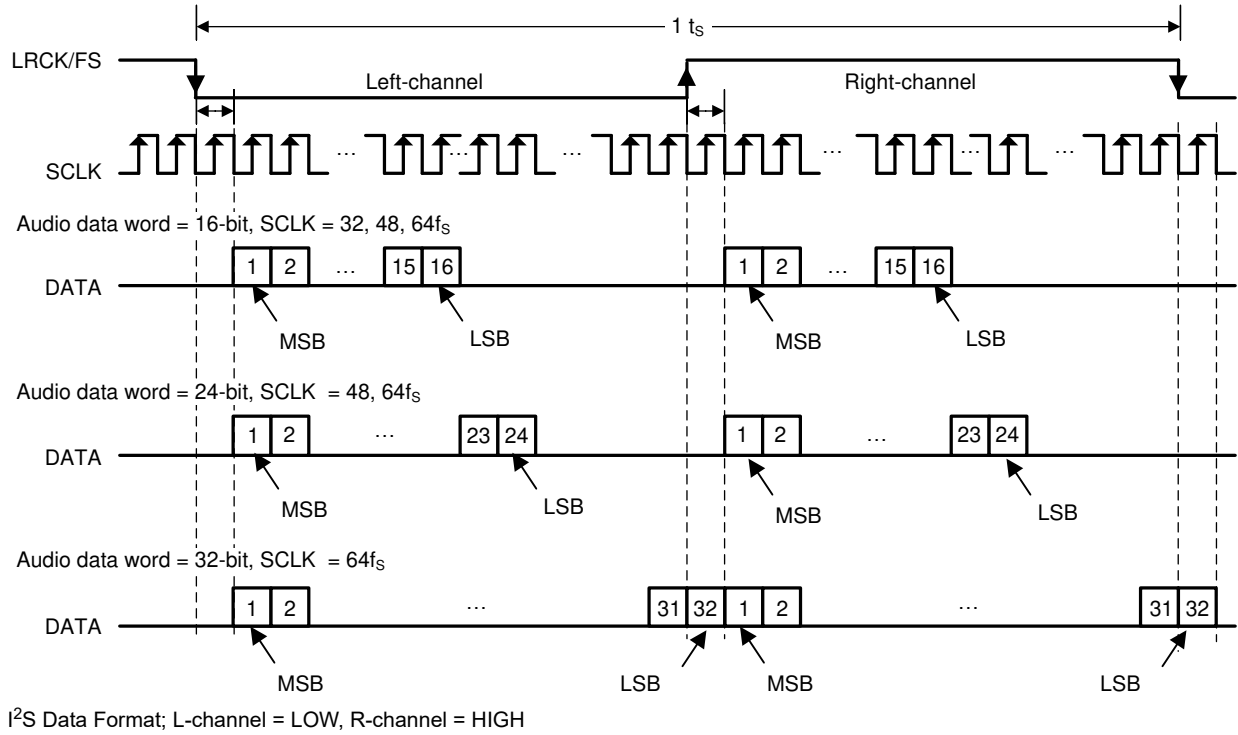 1 tS
LRCK/FS
Left-channel
Right-channel
… … … … … …
SCLK
Audio data word = 16-bit, SCLK = 32, 48, 64fS
1 2 … 15 16 1 2 … 15 16
DATA
MSB LSB MSB LSB
Audio data word = 24-bit, SCLK = 48, 64fS
1 2 … 23 24 1 2 … 23 24
DATA
MSB LSB MSB LSB
Audio data word = 32-bit, SCLK = 64fS
1 2 … 31 32 1 2 … 31 32
DATA
MSB LSB MSB LSB
I2S Data Format; L-channel = LOW, R-channel = HIGH